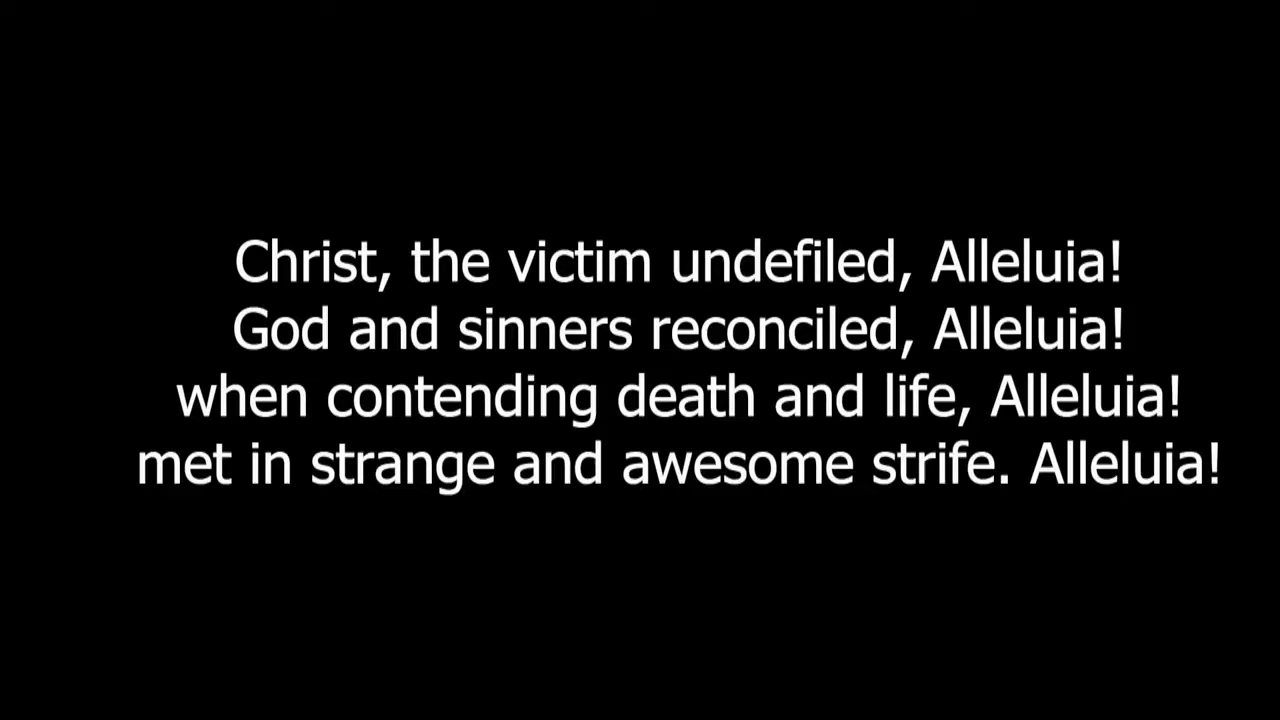 Christ, the victim undefiled, Alleluia!
God and sinners reconciled, Alleluia!
when contending death and life, Alleluia!
met in strange and awesome strife. Alleluia!